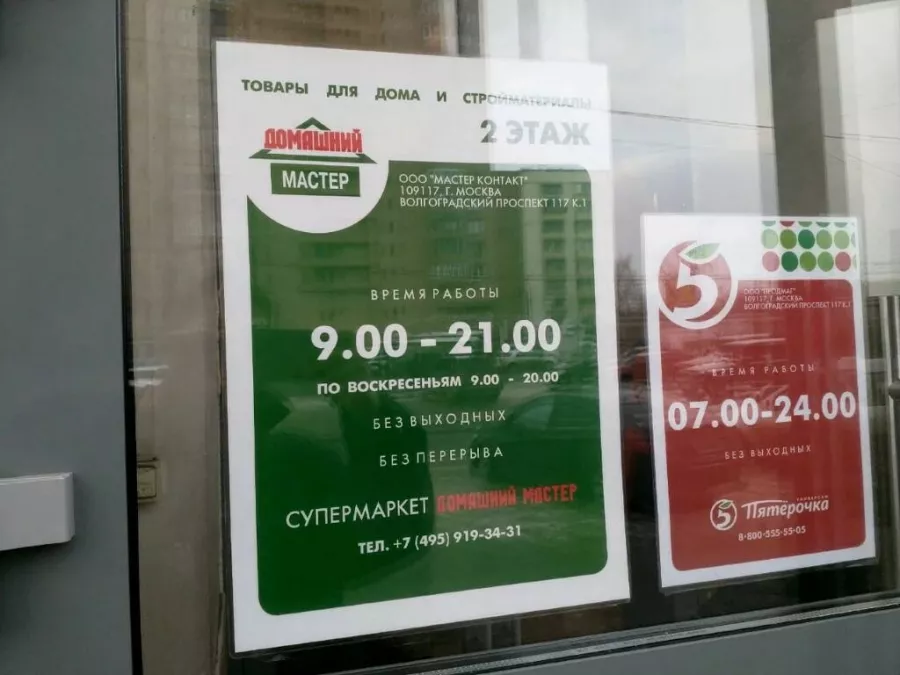 ТОВАРЫ ДЛЯ ДОМА И СТРОЙМАТЕРИАЛЫ
2 ЭТАЖ
ДОМАШНИЙ
МАСТЕР
ООО "МАСТЕР КОНТАКТ"
109117, Г. МОСКВА
ВОЛГОГРАДСКИЙ ПРОСПЕКТ 117 К.1
ВРЕМЯ РАБОТЫ
9.00 - 21.00
ПО ВОСКРЕСЕНЬЯМ 9.00 - 20.00
БЕЗ ВЫХОДНЫХ
БЕЗ ПЕРЕРЫВА
СУПЕРМАРКЕТ ДОМАШНИЙ МАСТЕР
ТЕЛ. +7 (495) 919-34-31
5
ООО "ПРОДМАГ"
109117, Г. МОСКВА
ВОЛГОГРАДСКИЙ ПРОСПЕКТ 117 К.1
ВРЕМЯ РАБОТЫ
07.00-24.00
БЕЗ ВЫХОДНЫХ
УНИВЕРСАМ
5 Пятерочка
8-800-555-55-05